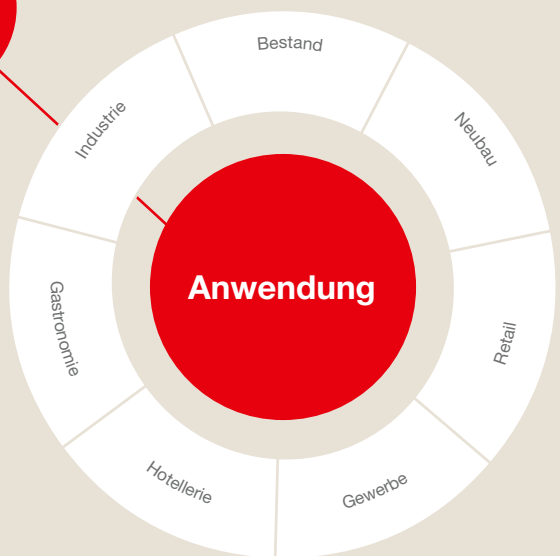 Bestand
Neubau
Retail
Gewerbe
Hotellerie
Gastronomie
Industrie
Anwendung